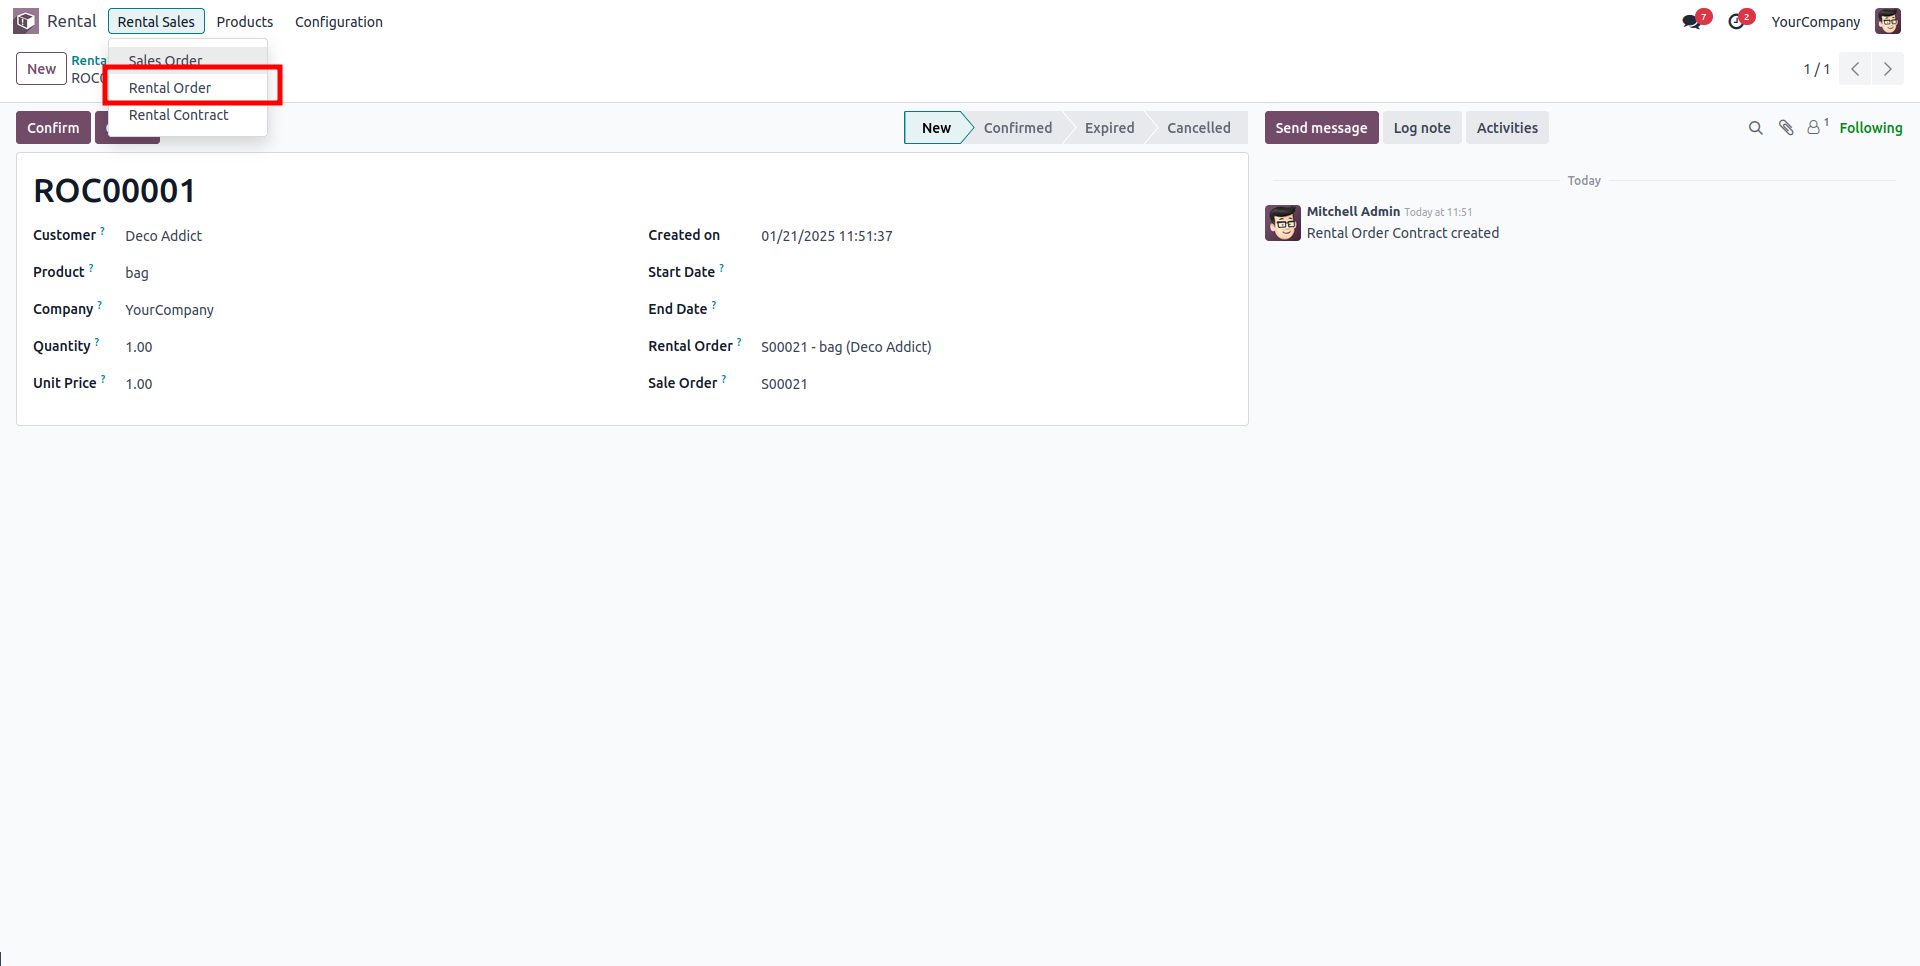 Rental Rental Sales Products Configuration 7 2 YourCompany
Sales Order
Rental Order
Rental Contract
New Renta
ROC0
1 / 1
Confirm
New Confirmed Expired Cancelled
Send message Log note Activities 1 Following
ROC00001
Customer ? Deco Addict
Product ? bag
Company ? YourCompany
Quantity ? 1.00
Unit Price ? 1.00
Created on 01/21/2025 11:51:37
Start Date ?
End Date ?
Rental Order ? S00021 - bag (Deco Addict)
Sale Order ? S00021
Today
Mitchell Admin Today at 11:51
Rental Order Contract created